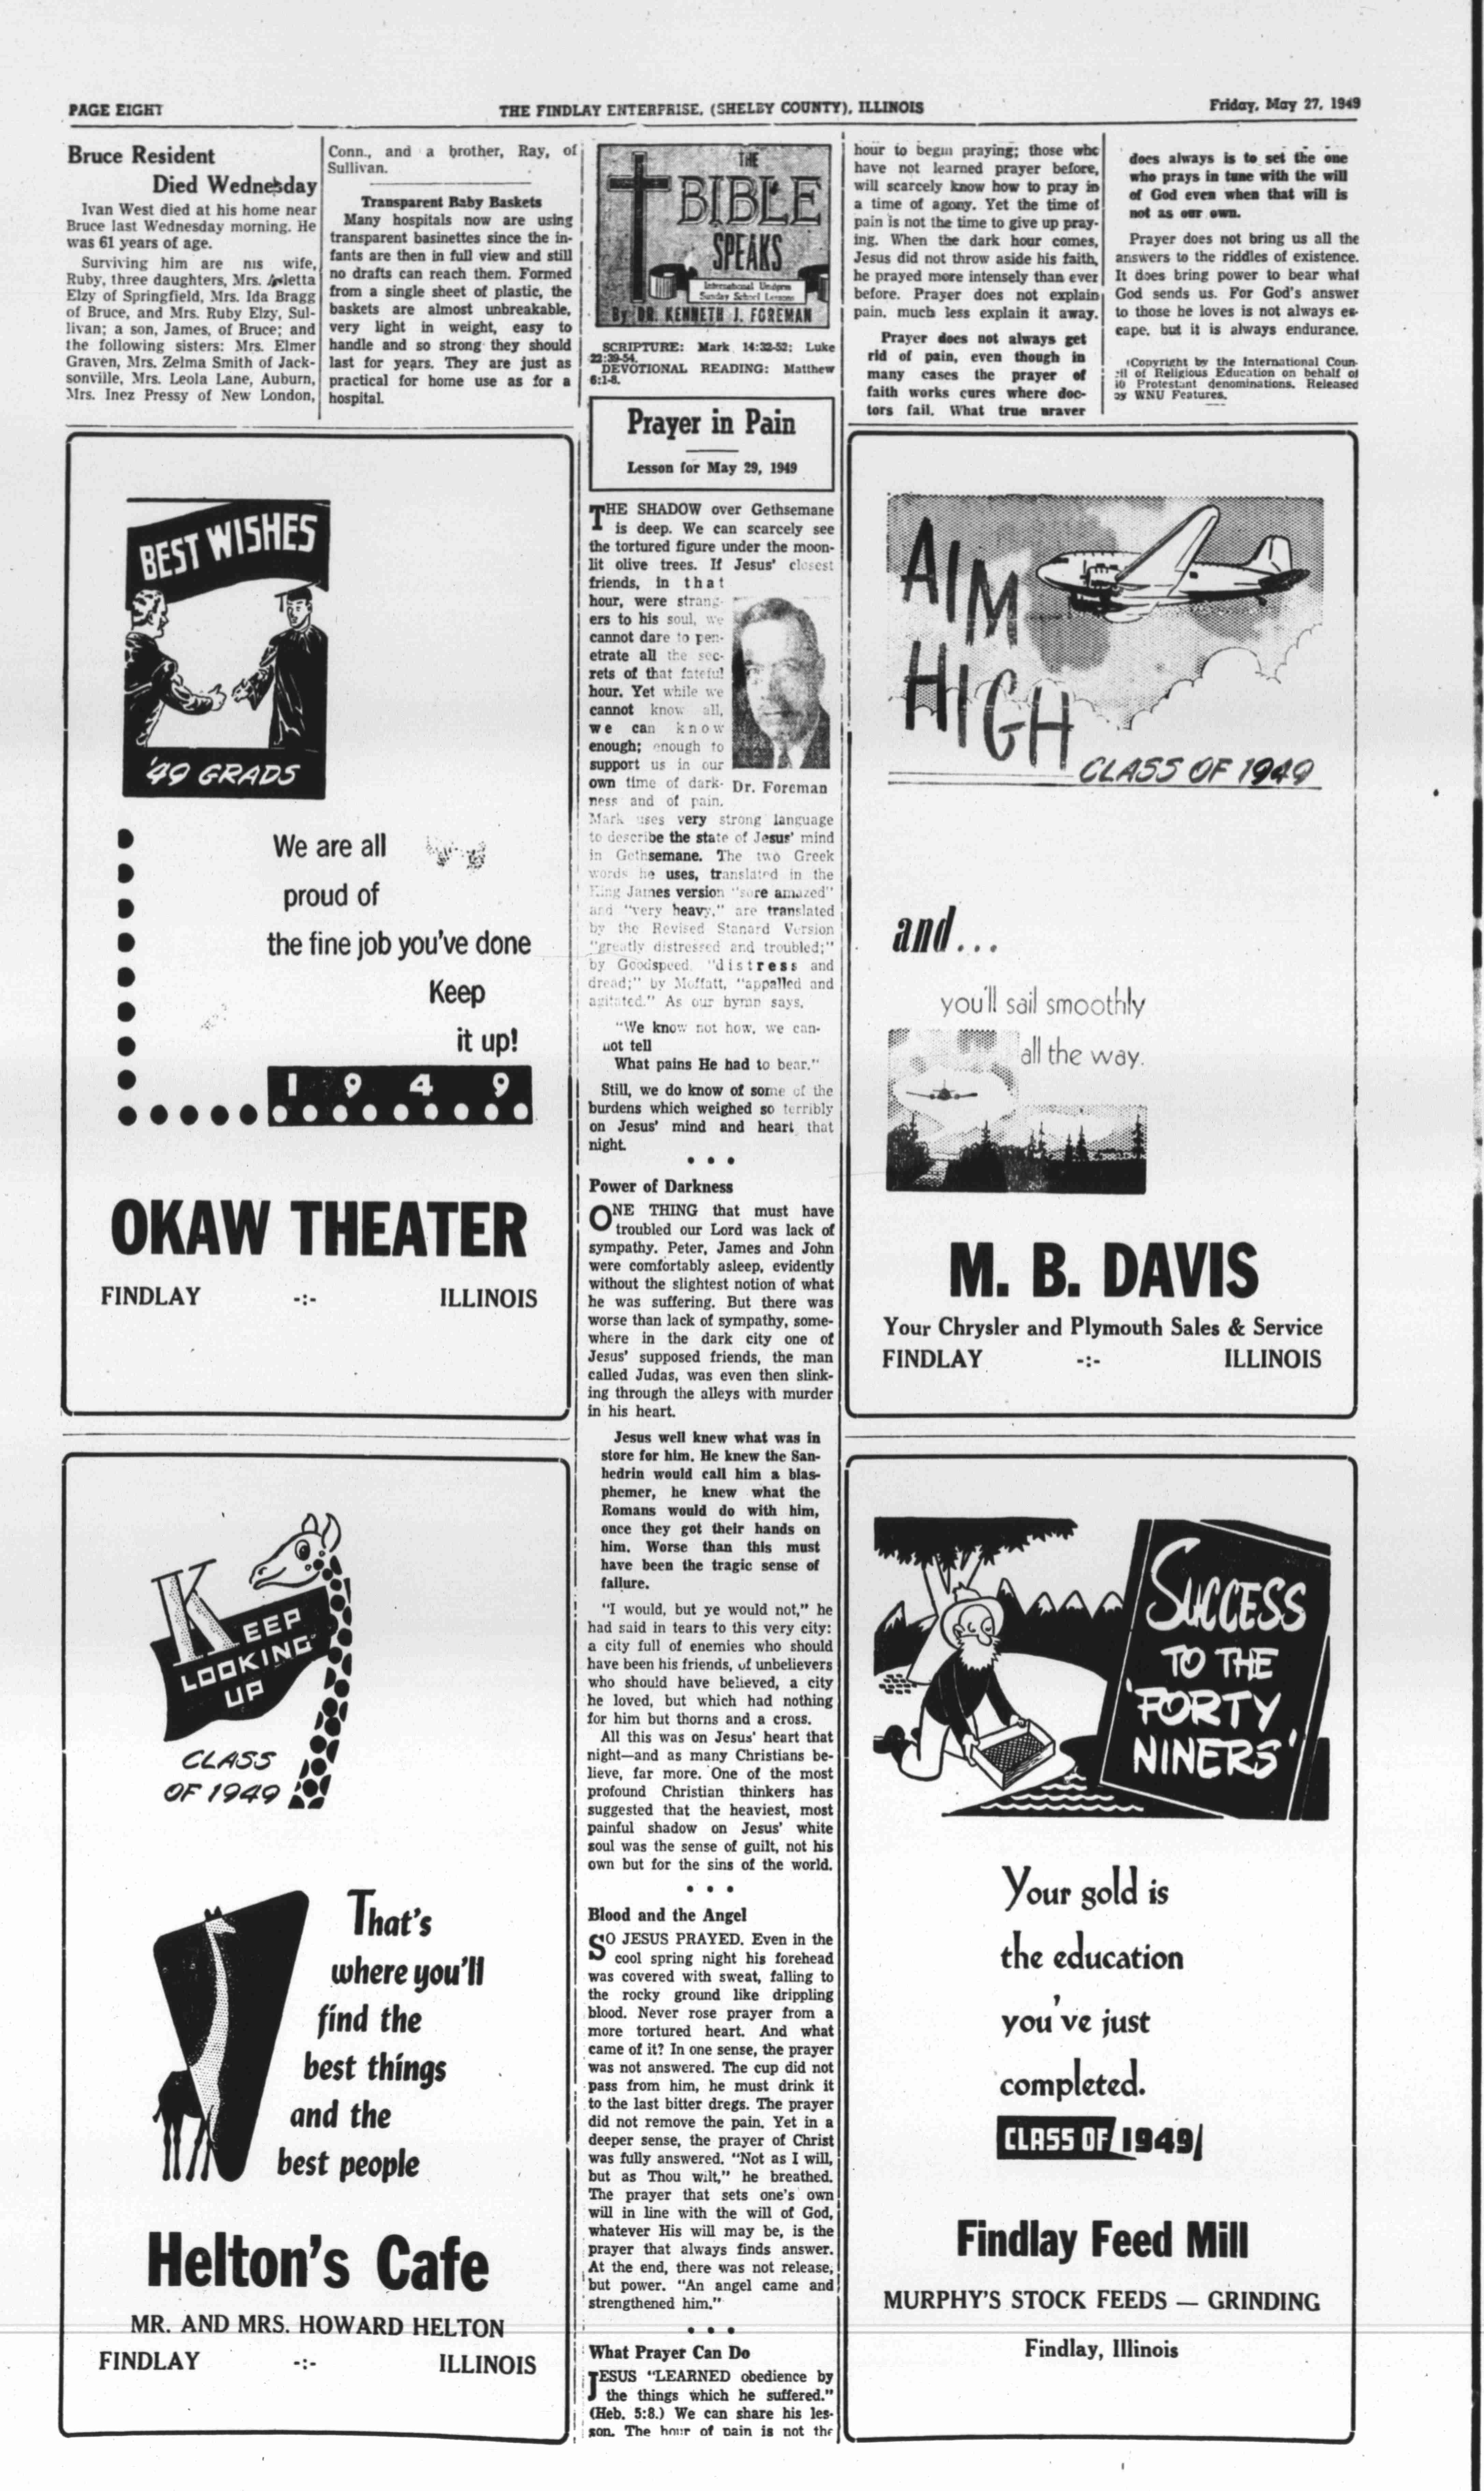 PAGE EIGHT
THE FINDLAY ENTERPRISE, (SHELBY COUNTY), ILLINOIS
Friday, May 27, 1949
Bruce Resident
Died Wednesday
Ivan West died at his home near
Bruce last Wednesday morning. He
was 61 years of age.
Surviving him are his wife,
Ruby, three daughters, Mrs.
Elzy of Springfield, Mrs. Ida Bragg
of Bruce, and Mrs. Ruby Elzy, Sul-
livan; a son, James, of Bruce; and
the following sisters: Mrs. Elmer
Graven, Mrs. Zelma Smith of Jack-
sonville, Mrs. Leola Lane, Auburn,
Mrs. Inez Pressy of New London,
Conn., and a brother, Ray, of
Sullivan.
Transparent Baby Baskets
Many hospitals now are using
transparent basinettes since the in-
fants are then in full view and still
no drafts can reach them. Formed
from a single sheet of plastic, the
baskets are almost unbreakable,
very light in weight, easy to
handle and so strong they should
last for years. They are just as
practical for home use as for a
hospital.
THE
BIBLE
SPEAKS
International Uniform
Sunday School Lessons
By DR. KENNETH J. FOREMAN
SCRIPTURE: Mark 14:32-52; Luke
22:39-54.
DEVOTIONAL READING: Matthew
6:1-8.
Prayer in Pain
Lesson for May 29, 1949
THE SHADOW over Gethsemane
is deep. We can scarcely see
the tortured figure under the moon-
lit olive trees. If Jesus' closest
friends, in that
hour, were strang-
ers to his soul, we
cannot dare to pen-
etrate all the sec-
rets of that fateful
hour. Yet while we
cannot know all,
we can know
enough; enough to
support us in our
own time of dark-
ness and of pain.
Dr. Foreman
Mark uses very strong language
to describe the state of Jesus' mind
in Gethsemane. The two Greek
words he uses, translated in the
King James version "sore amazed"
and "very heavy," are translated
by the Revised Stanard Version
"greatly distressed and troubled;"
by Goodspeed, "distress and
dread;" by Moffatt, "appalled and
agitated." As our hymn says,
"We know not how, we can-
not tell
What pains He had to bear."
Still, we do know of some of the
burdens which weighed so terribly
on Jesus' mind and heart that
night.
• • •
Power of Darkness
ONE THING that must have
troubled our Lord was lack of
sympathy. Peter, James and John
were comfortably asleep, evidently
without the slightest notion of what
he was suffering. But there was
worse than lack of sympathy, some-
where in the dark city one of
Jesus' supposed friends, the man
called Judas, was even then slink-
ing through the alleys with murder
in his heart.
Jesus well knew what was in
store for him. He knew the San-
hedrin would call him a blas-
phemer, he knew what the
Romans would do with him,
once they got their hands on
him. Worse than this must
have been the tragic sense of
failure.
"I would, but ye would not," he
had said in tears to this very city:
a city full of enemies who should
have been his friends, of unbelievers
who should have believed, a city
he loved, but which had nothing
for him but thorns and a cross.
All this was on Jesus' heart that
night—and as many Christians be-
lieve, far more. One of the most
profound Christian thinkers has
suggested that the heaviest, most
painful shadow on Jesus' white
soul was the sense of guilt, not his
own but for the sins of the world.
• • •
Blood and the Angel
SO JESUS PRAYED. Even in the
cool spring night his forehead
was covered with sweat, falling to
the rocky ground like drippling
blood. Never rose prayer from a
more tortured heart. And what
came of it? In one sense, the prayer
was not answered. The cup did not
pass from him, he must drink it
to the last bitter dregs. The prayer
did not remove the pain. Yet in a
deeper sense, the prayer of Christ
was fully answered. "Not as I will,
but as Thou wilt," he breathed.
The prayer that sets one's own
will in line with the will of God,
whatever His will may be, is the
prayer that always finds answer.
At the end, there was not release,
but power. "An angel came and
strengthened him."
• • •
What Prayer Can Do
JESUS "LEARNED obedience by
the things which he suffered."
(Heb. 5:8.) We can share his les-
son. The hour of pain is not the
hour to begin praying; those who
have not learned prayer before,
will scarcely know how to pray in
a time of agony. Yet the time of
pain is not the time to give up pray-
ing. When the dark hour comes,
Jesus did not throw aside his faith,
he prayed more intensely than ever
before. Prayer does not explain
pain, much less explain it away.
Prayer does not always get
rid of pain, even though in
many cases the prayer of
faith works cures where doc-
tors fail. What true prayer
does always is to set the one
who prays in tune with the will
of God even when that will is
not as our own.
Prayer does not bring us all the
answers to the riddles of existence.
It does bring power to bear what
God sends us. For God's answer
to those he loves is not always es-
cape, but it is always endurance.
(Copyright by the International Coun-
cil of Religious Education on behalf of
40 Protestant denominations. Released
by WNU Features.
BEST WISHES
'49 GRADS
We are all
proud of
the fine job you've done
Keep
it up!
1949
OKAW THEATER
FINDLAY -:- ILLINOIS
AIM
HIGH
CLASS OF 1949
and...
you'll sail smoothly
all the way.
M. B. DAVIS
Your Chrysler and Plymouth Sales & Service
FINDLAY -:- ILLINOIS
KEEP
LOOKING
UP
CLASS
OF 1949
That's
where you'll
find the
best things
and the
best people
Helton's Cafe
MR. AND MRS. HOWARD HELTON
FINDLAY -:- ILLINOIS
SUCCESS
TO THE
'FORTY
NINERS'
Your gold is
the education
you've just
completed.
CLASS OF 1949
Findlay Feed Mill
MURPHY'S STOCK FEEDS — GRINDING
Findlay, Illinois